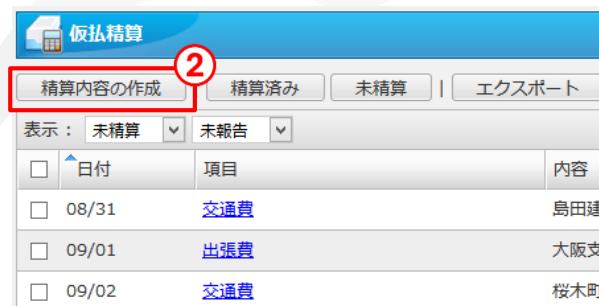 仮払精算
②
精算内容の作成 精算済み 未精算 | エクスポート
表示： 未精算 未報告
日付 項目 内容
08/31 交通費 島田建
09/01 出張費 大阪支
09/02 交通費 桜木町